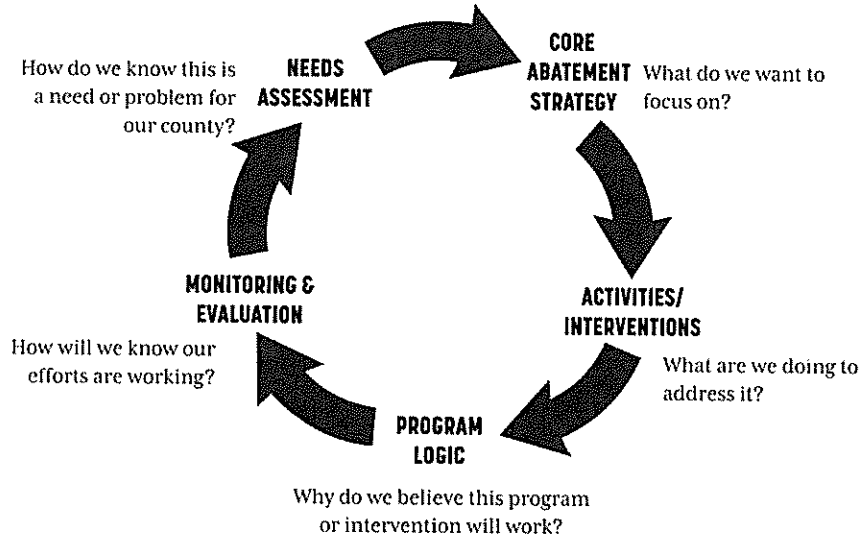 NEEDS
ASSESSMENT
How do we know this is
a need or problem for
our county?
CORE
ABATEMENT
STRATEGY
What do we want to
focus on?
ACTIVITIES/
INTERVENTIONS
What are we doing to
address it?
PROGRAM
LOGIC
Why do we believe this program
or intervention will work?
MONITORING &
EVALUATION
How will we know our
efforts are working?